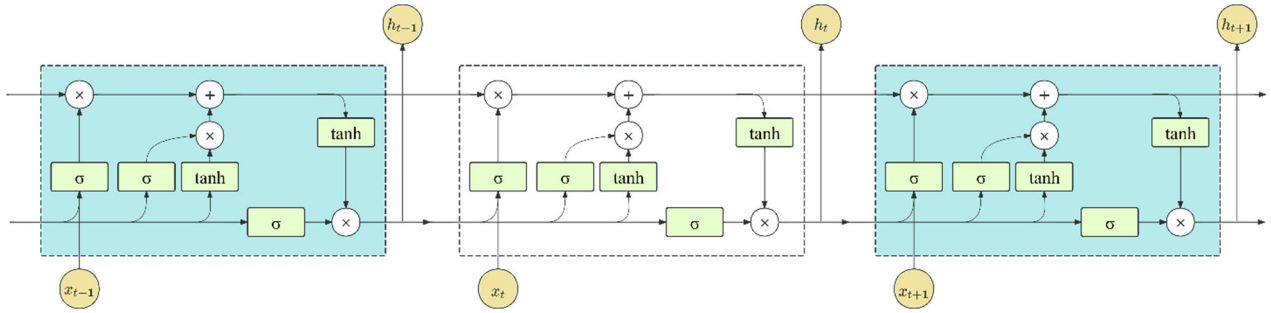 h_{t-1} h_t h_{t+1}
× + × + × +
× × ×
tanh tanh tanh
σ σ tanh σ σ tanh σ σ tanh
σ × σ × σ ×
x_{t-1} x_t x_{t+1}